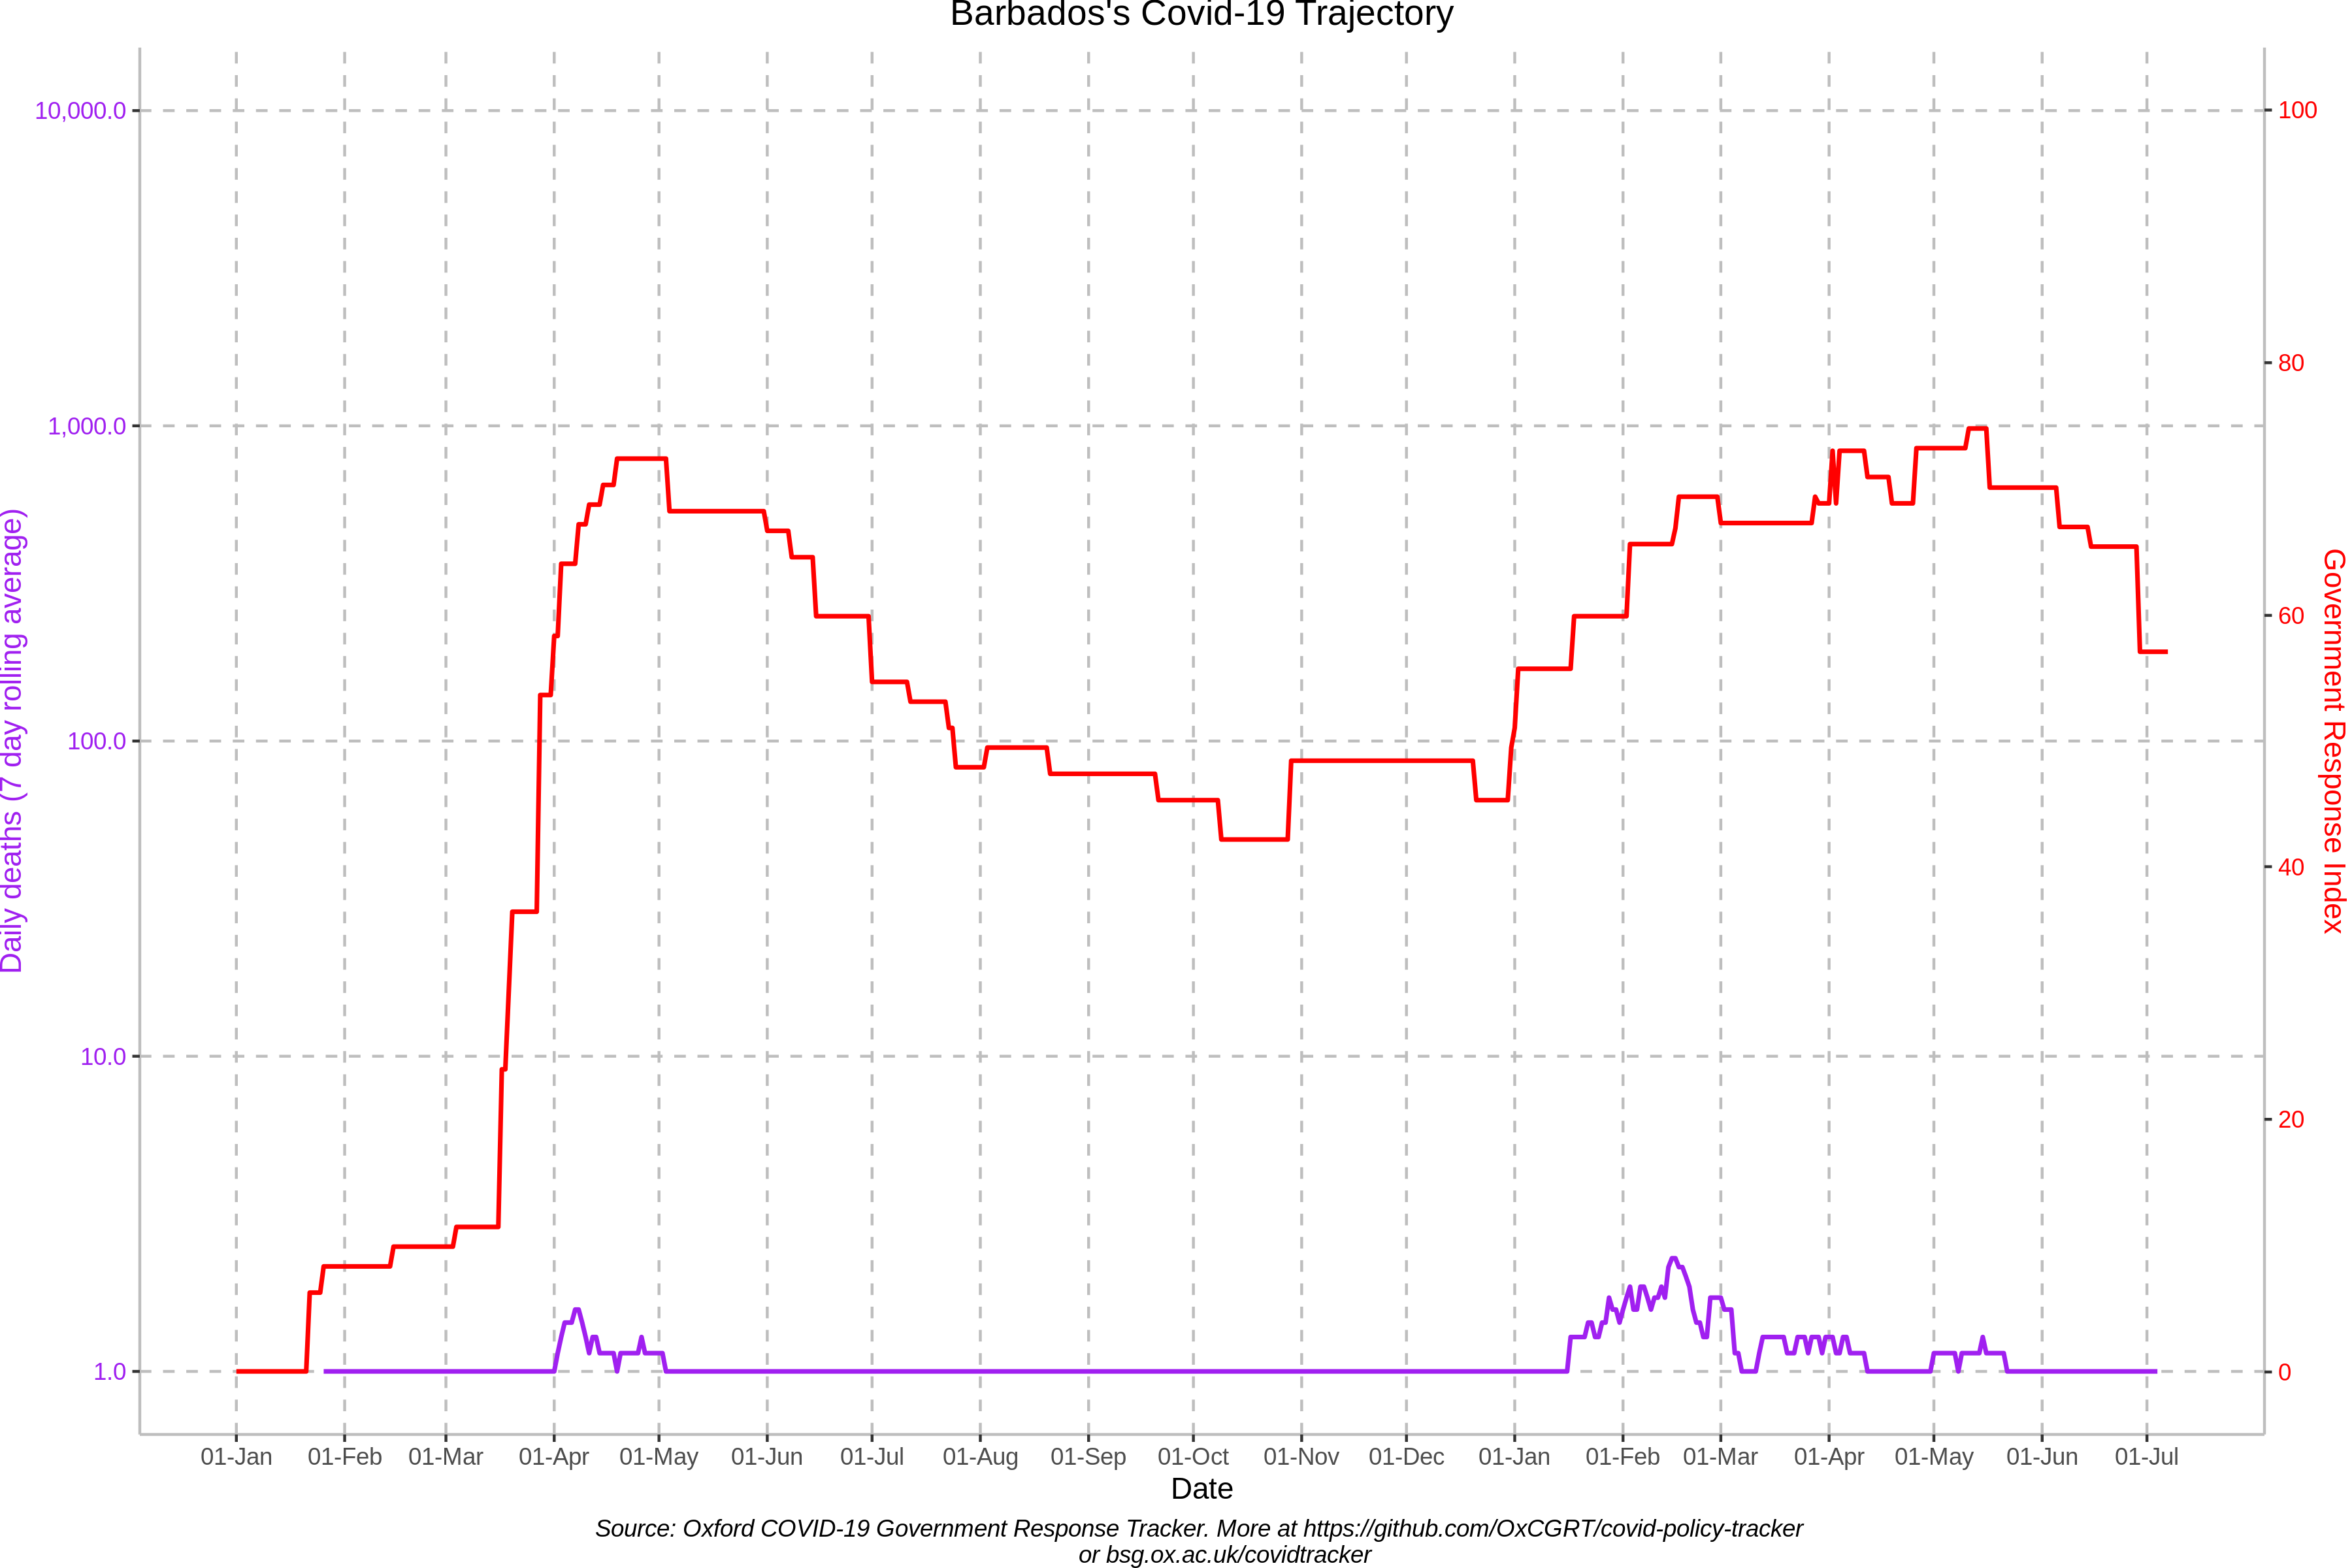 Barbados's Covid-19 Trajectory
10,000.0
1,000.0
100.0
10.0
1.0
Daily deaths (7 day rolling average)
100
80
60
40
20
0
Government Response Index
01-Jan 01-Feb 01-Mar 01-Apr 01-May 01-Jun 01-Jul 01-Aug 01-Sep 01-Oct 01-Nov 01-Dec 01-Jan 01-Feb 01-Mar 01-Apr 01-May 01-Jun 01-Jul
Date
Source: Oxford COVID-19 Government Response Tracker. More at https://github.com/OxCGRT/covid-policy-tracker
or bsg.ox.ac.uk/covidtracker